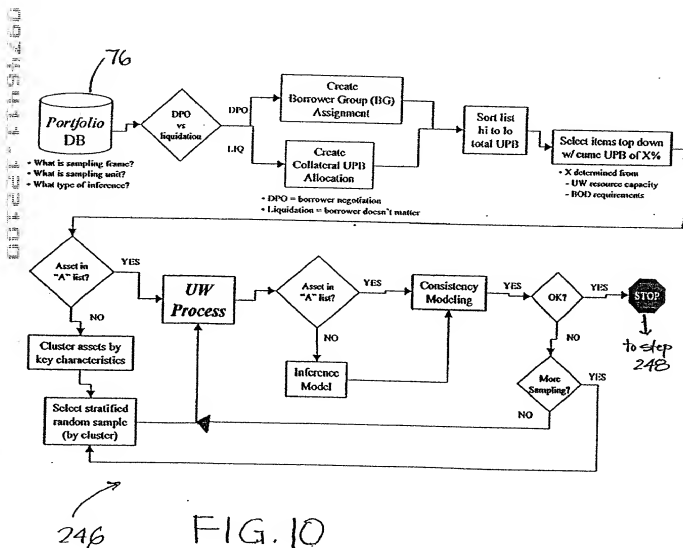 76
Portfolio
DB
DPO
vs
liquidation
DPO
LIQ
Create
Borrower Group (BG)
Assignment
Create
Collateral UPB
Allocation
Sort list
hi to lo
total UPB
Select items top down
w/ cume UPB of X%
• What is sampling frame?
• What is sampling unit?
• What type of inference?
• DPO = borrower negotiation
• Liquidation = borrower doesn't matter
• X determined from
– UW resource capacity
– BOD requirements
Asset in
"A" list?
YES
NO
UW
Process
Asset in
"A" list?
YES
NO
Consistency
Modeling
YES
OK?
YES
NO
STOP
to step
248
Cluster assets by
key characteristics
Inference
Model
More
Sampling?
YES
NO
Select stratified
random sample
(by cluster)
246
FIG. 10